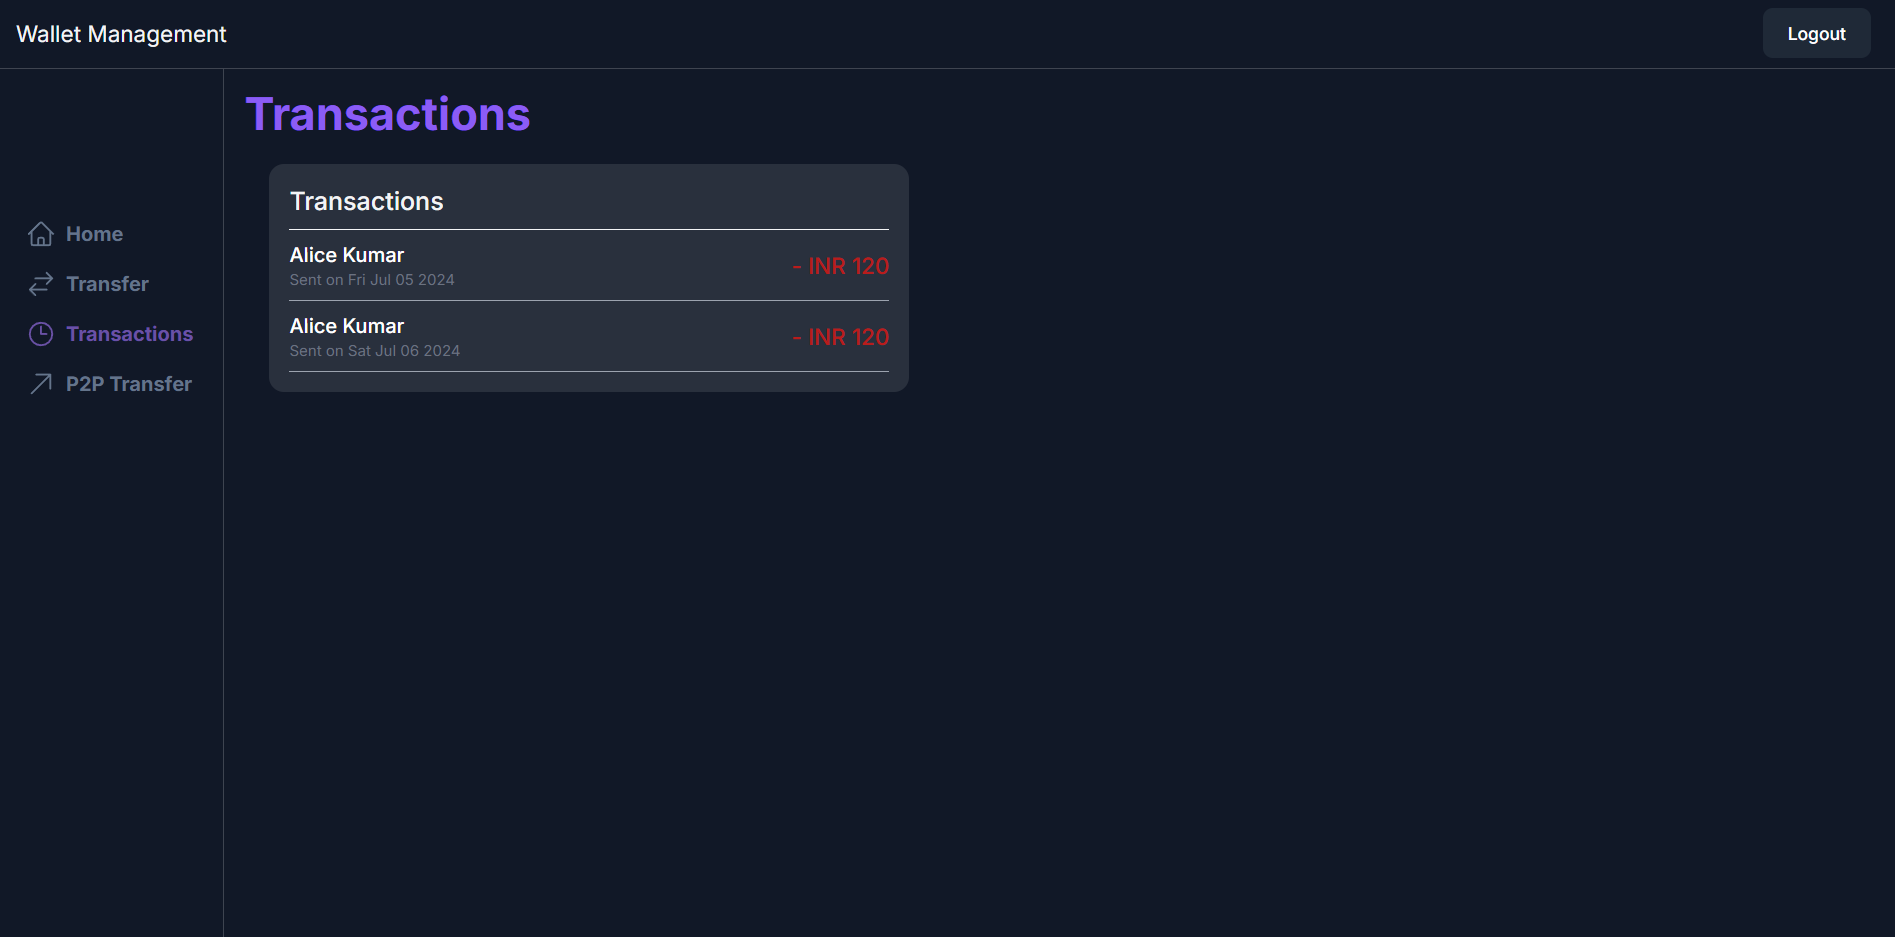 Wallet Management
Logout
Home
Transfer
Transactions
P2P Transfer
Transactions
Transactions
Alice Kumar
Sent on Fri Jul 05 2024
- INR 120
Alice Kumar
Sent on Sat Jul 06 2024
- INR 120